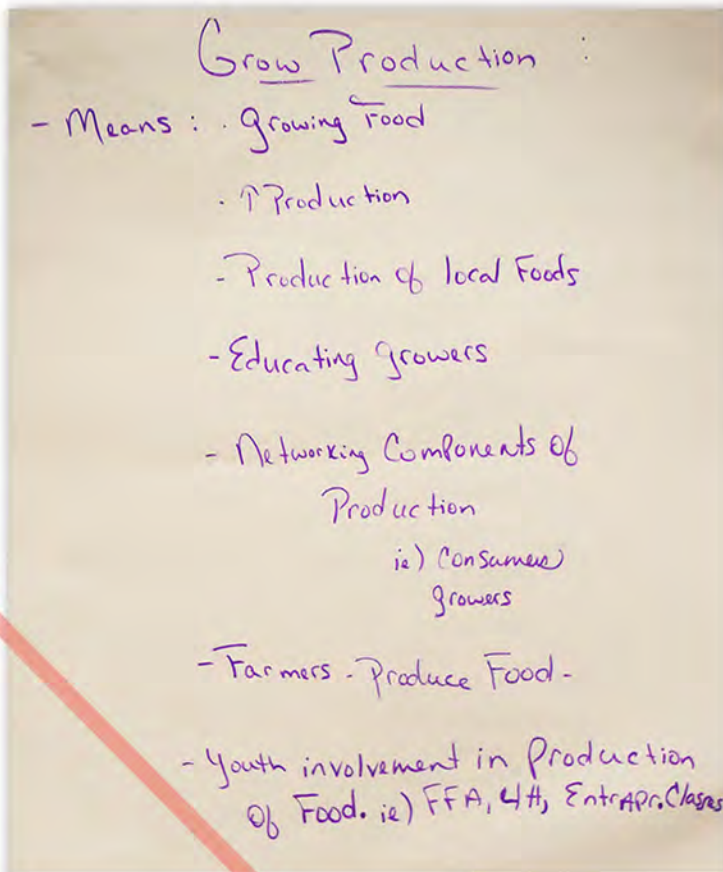 Grow Production :
- Means : . Growing Food
. ↑ Production
- Production of local Foods
- Educating growers
- Networking Components of
Production
ie) Consumers
growers
- Farmers - Produce Food -
- Youth involvement in Production
Of Food. ie) FFA, 4H, EntrApr. Classes